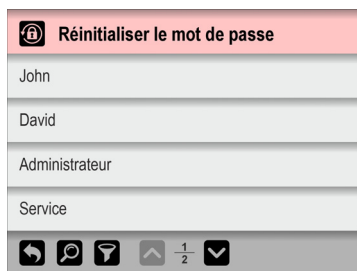 Réinitialiser le mot de passe
John
David
Administrateur
Service
1
2